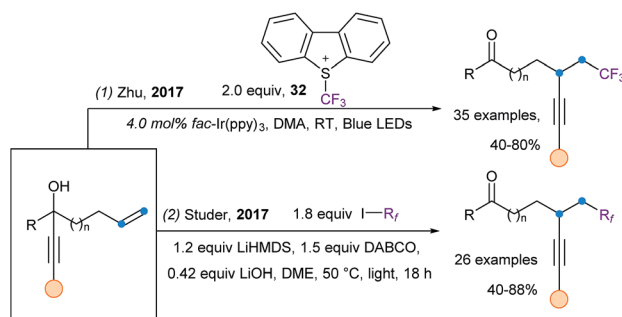 S
+
CF3
(1) Zhu, 2017
2.0 equiv, 32
4.0 mol% fac-Ir(ppy)3, DMA, RT, Blue LEDs
O
R
( )n
CF3
35 examples,
40-80%
OH
R
( )n
(2) Studer, 2017
1.8 equiv I—Rf
1.2 equiv LiHMDS, 1.5 equiv DABCO,
0.42 equiv LiOH, DME, 50 °C, light, 18 h
O
R
( )n
Rf
26 examples
40-88%